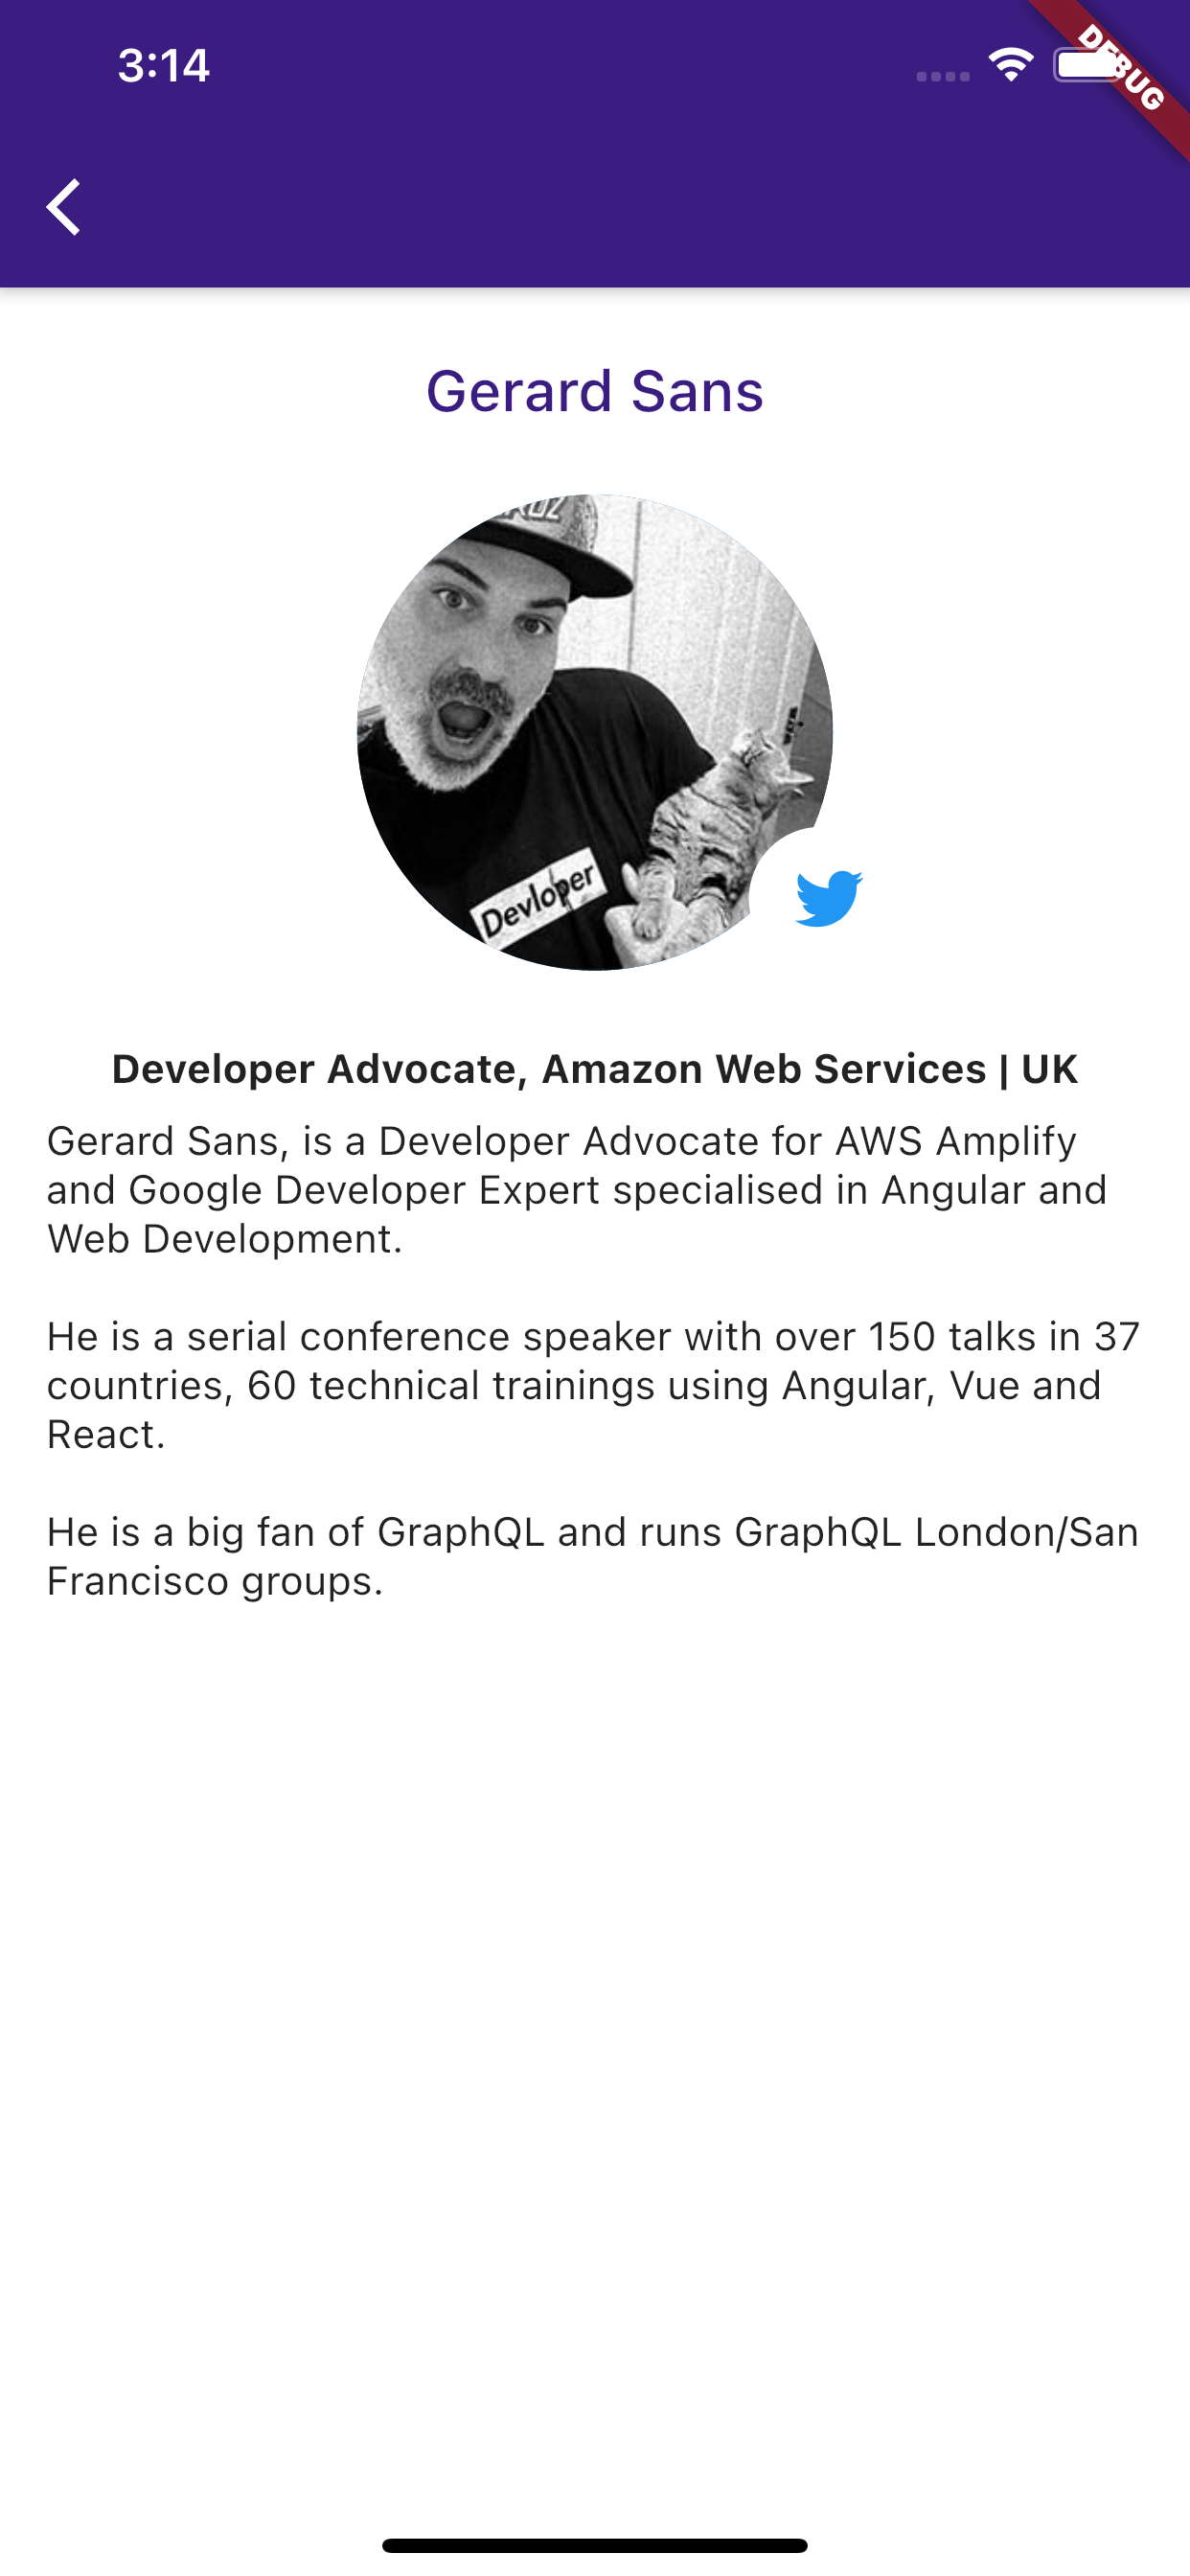 3:14
DEBUG
Gerard Sans
Devloper
Developer Advocate, Amazon Web Services | UK
Gerard Sans, is a Developer Advocate for AWS Amplify
and Google Developer Expert specialised in Angular and
Web Development.
He is a serial conference speaker with over 150 talks in 37
countries, 60 technical trainings using Angular, Vue and
React.
He is a big fan of GraphQL and runs GraphQL London/San
Francisco groups.